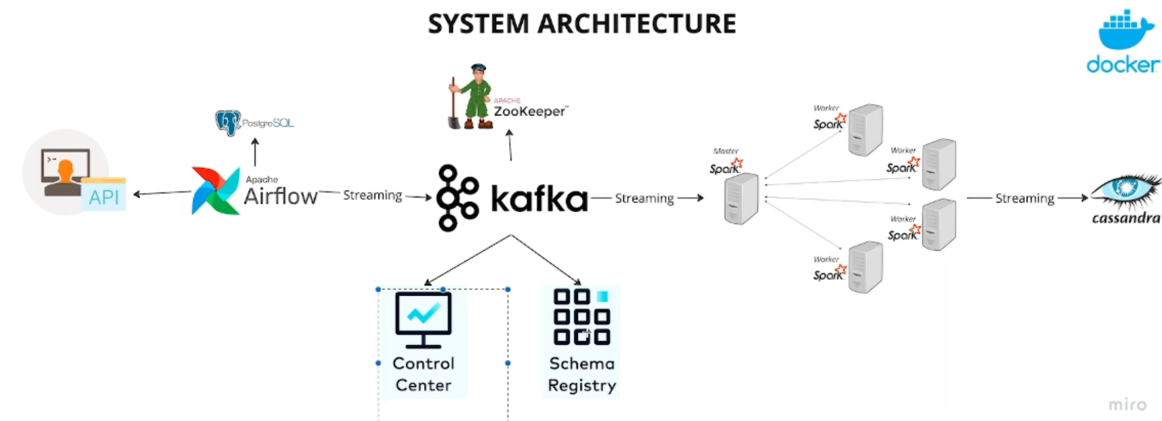 SYSTEM ARCHITECTURE
docker
PostgreSQL
APACHE
ZooKeeper™
Worker
Spark
Master
Spark
Worker
Spark
>-
API
Apache
Airflow
Streaming
kafka
Streaming
Worker
Spark
Streaming
cassandra
Worker
Spark
Control
Center
Schema
Registry
miro